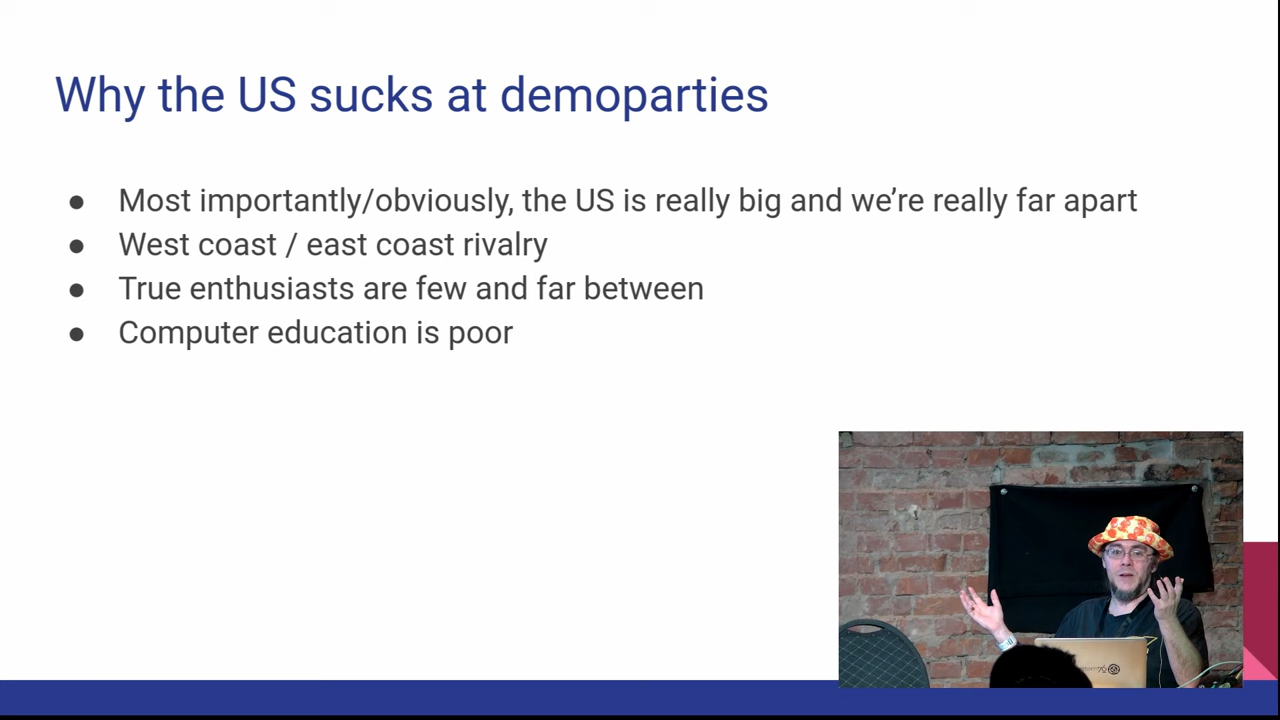 Why the US sucks at demoparties
● Most importantly/obviously, the US is really big and we’re really far apart
● West coast / east coast rivalry
● True enthusiasts are few and far between
● Computer education is poor